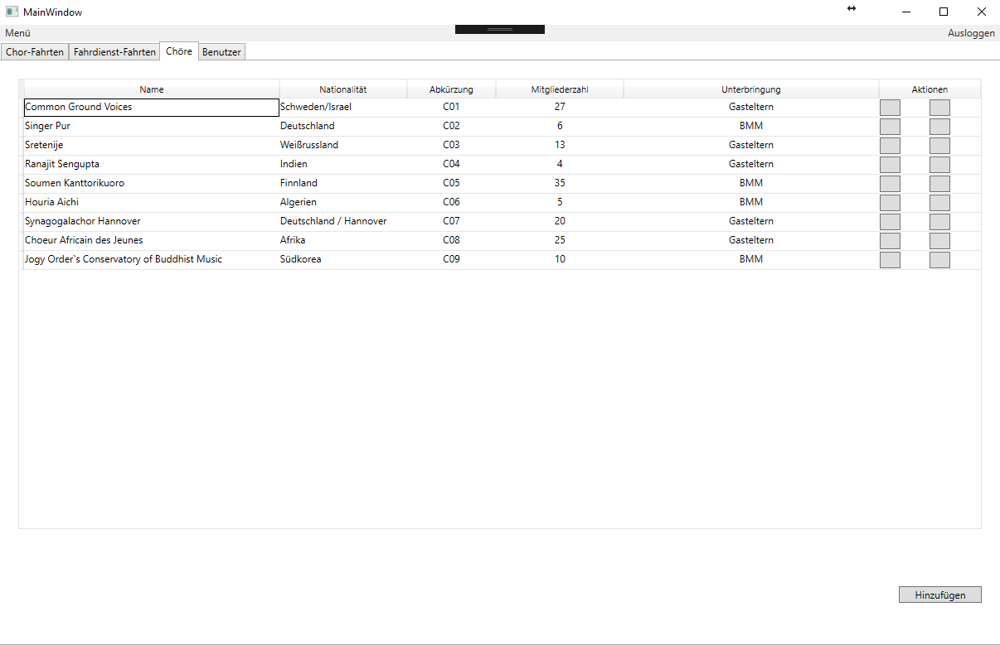 MainWindow
Menü Ausloggen
Chor-Fahrten Fahrdienst-Fahrten Chöre Benutzer
Name Nationalität Abkürzung Mitgliederzahl Unterbringung Aktionen
Common Ground Voices Schweden/Israel C01 27 Gasteltern
Singer Pur Deutschland C02 6 BMM
Sretenije Weißrussland C03 13 Gasteltern
Ranajit Sengupta Indien C04 4 Gasteltern
Soumen Kanttorikuoro Finnland C05 35 BMM
Houria Aichi Algerien C06 5 BMM
Synagogalachor Hannover Deutschland / Hannover C07 20 Gasteltern
Choeur Africain des Jeunes Afrika C08 25 Gasteltern
Jogy Order`s Conservatory of Buddhist Music Südkorea C09 10 BMM
Hinzufügen